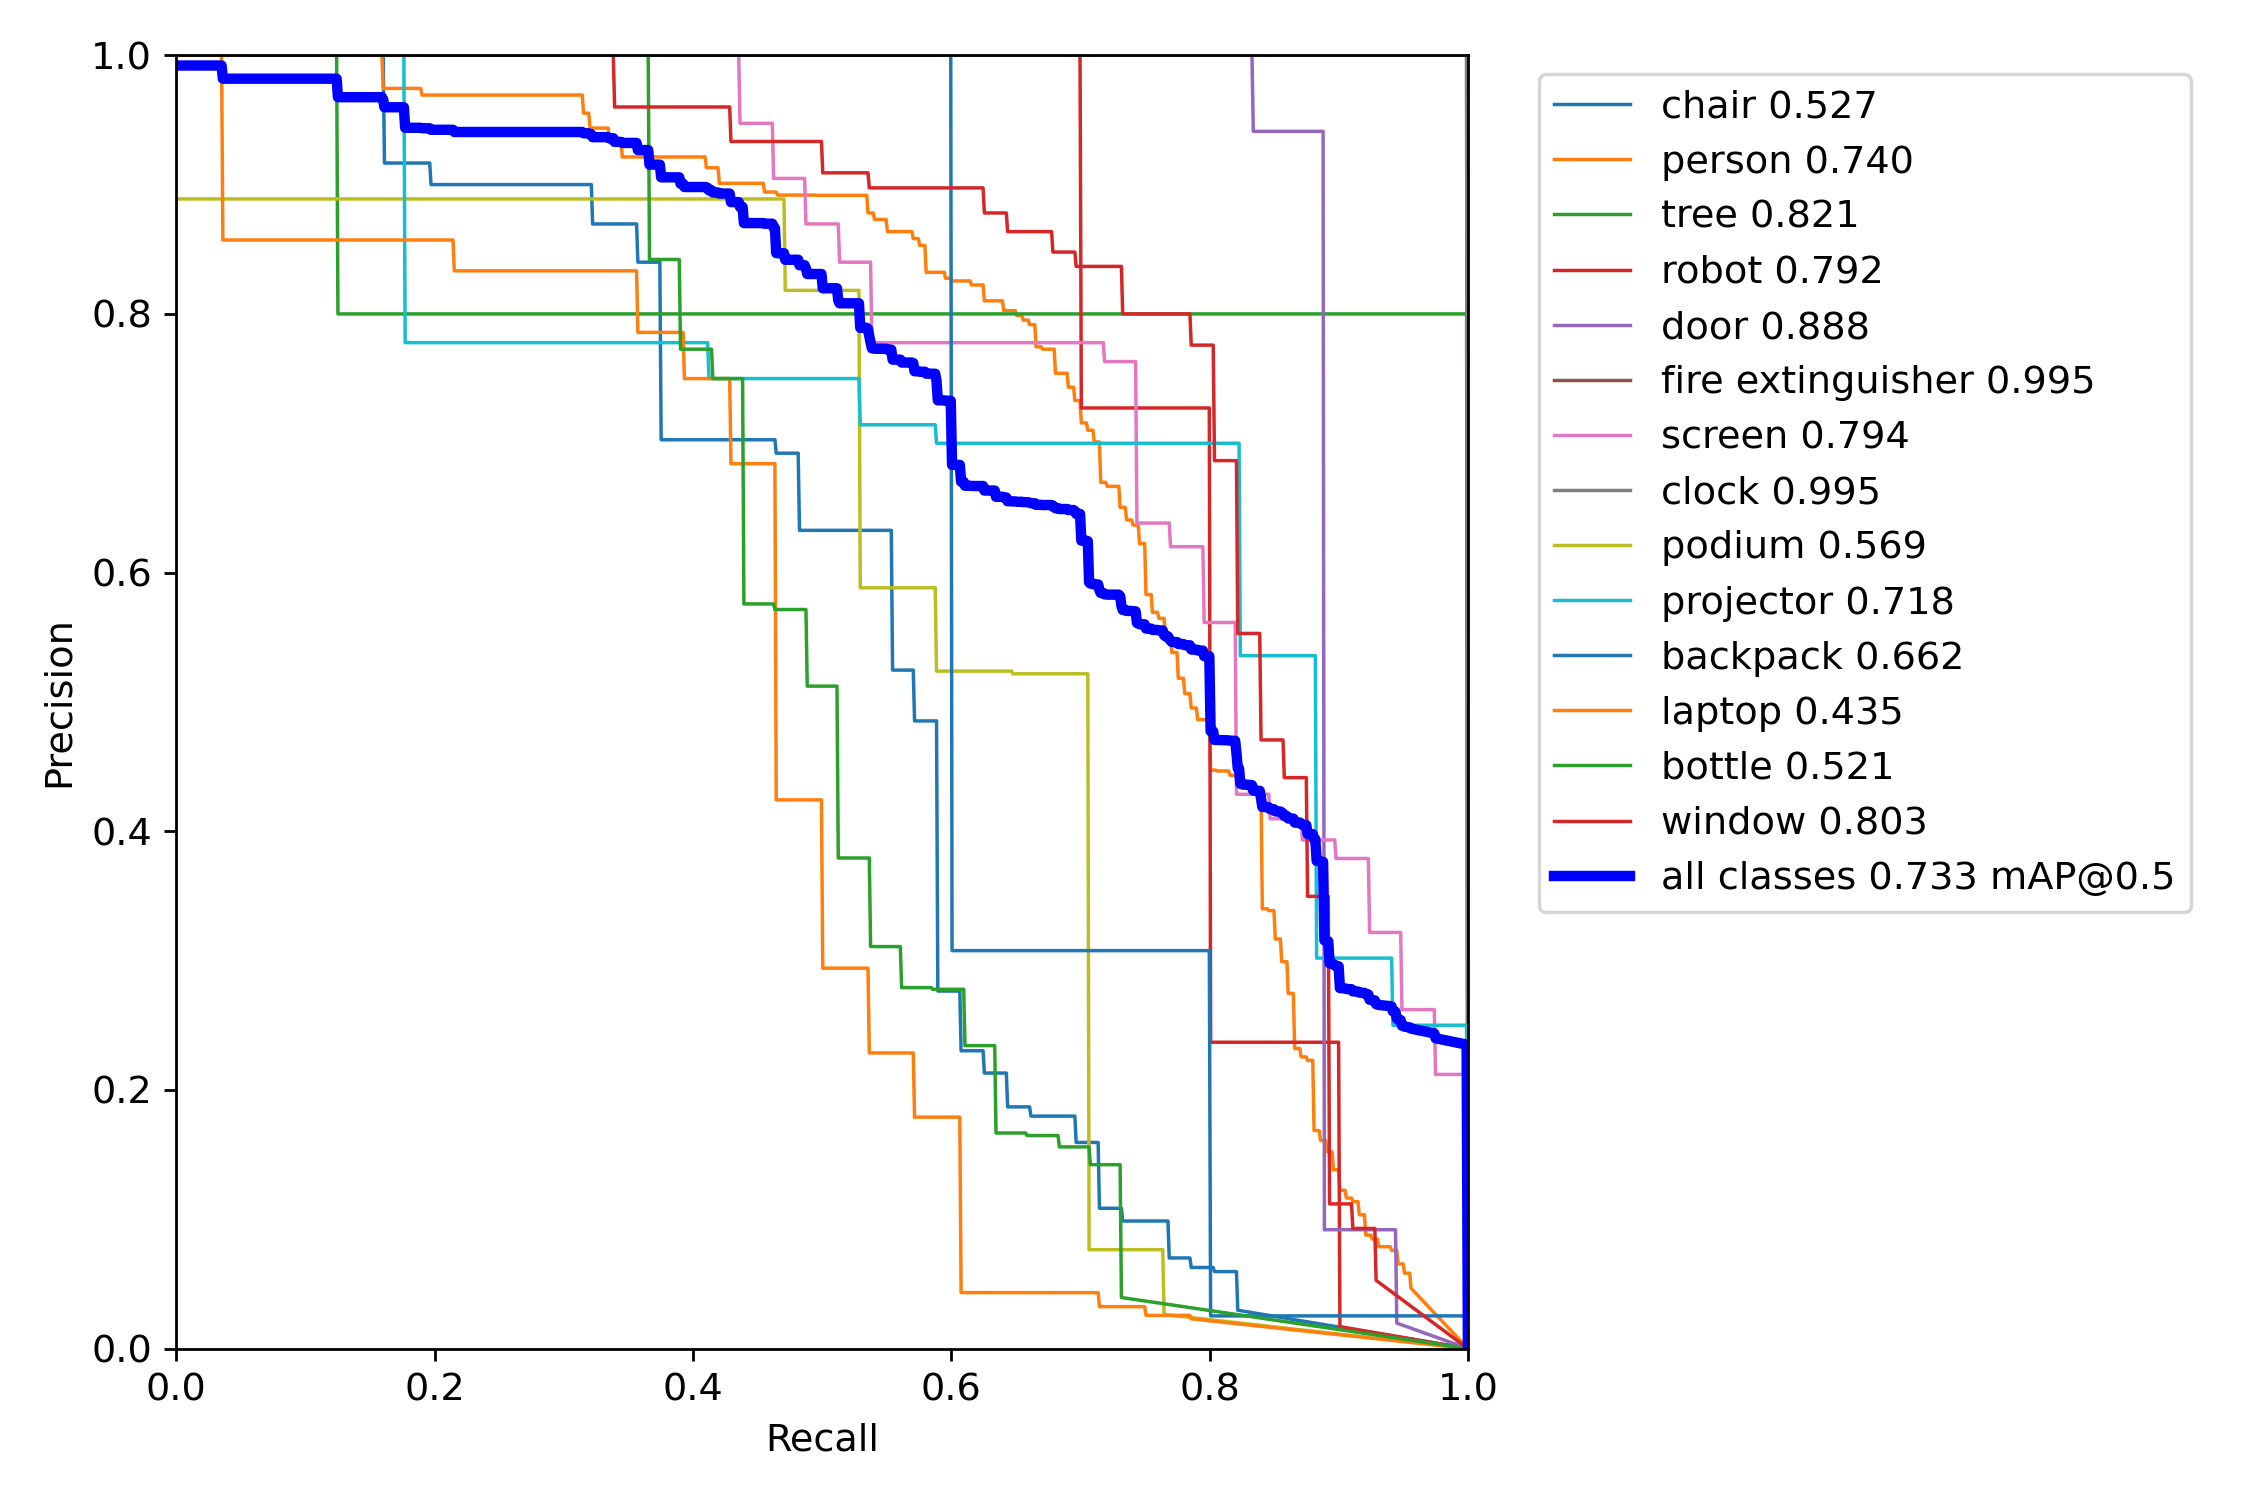 1.0
0.8
0.6
0.4
0.2
0.0
Precision
0.0 0.2 0.4 0.6 0.8 1.0
Recall
chair 0.527
person 0.740
tree 0.821
robot 0.792
door 0.888
fire extinguisher 0.995
screen 0.794
clock 0.995
podium 0.569
projector 0.718
backpack 0.662
laptop 0.435
bottle 0.521
window 0.803
all classes 0.733 mAP@0.5